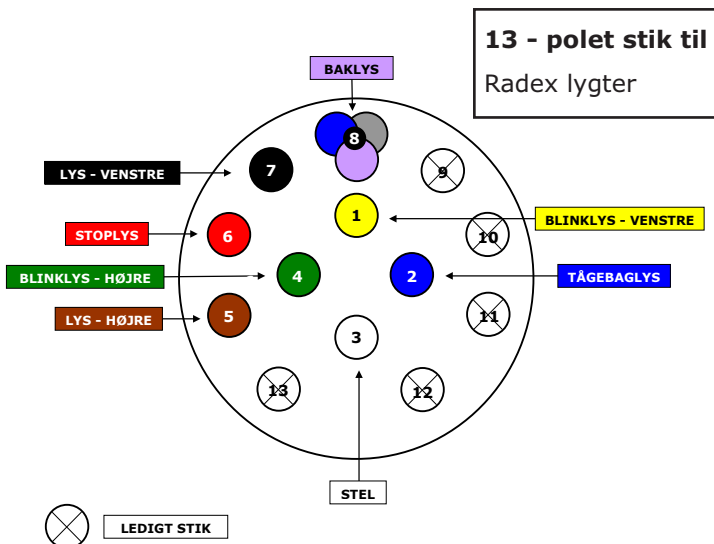 13 - polet stik til
Radex lygter
BAKLYS
8
7
9
LYS - VENSTRE
1
BLINKLYS - VENSTRE
STOPLYS
6
10
BLINKLYS - HØJRE
4
2
TÅGEBAGLYS
LYS - HØJRE
5
11
3
13
12
STEL
LEDIGT STIK